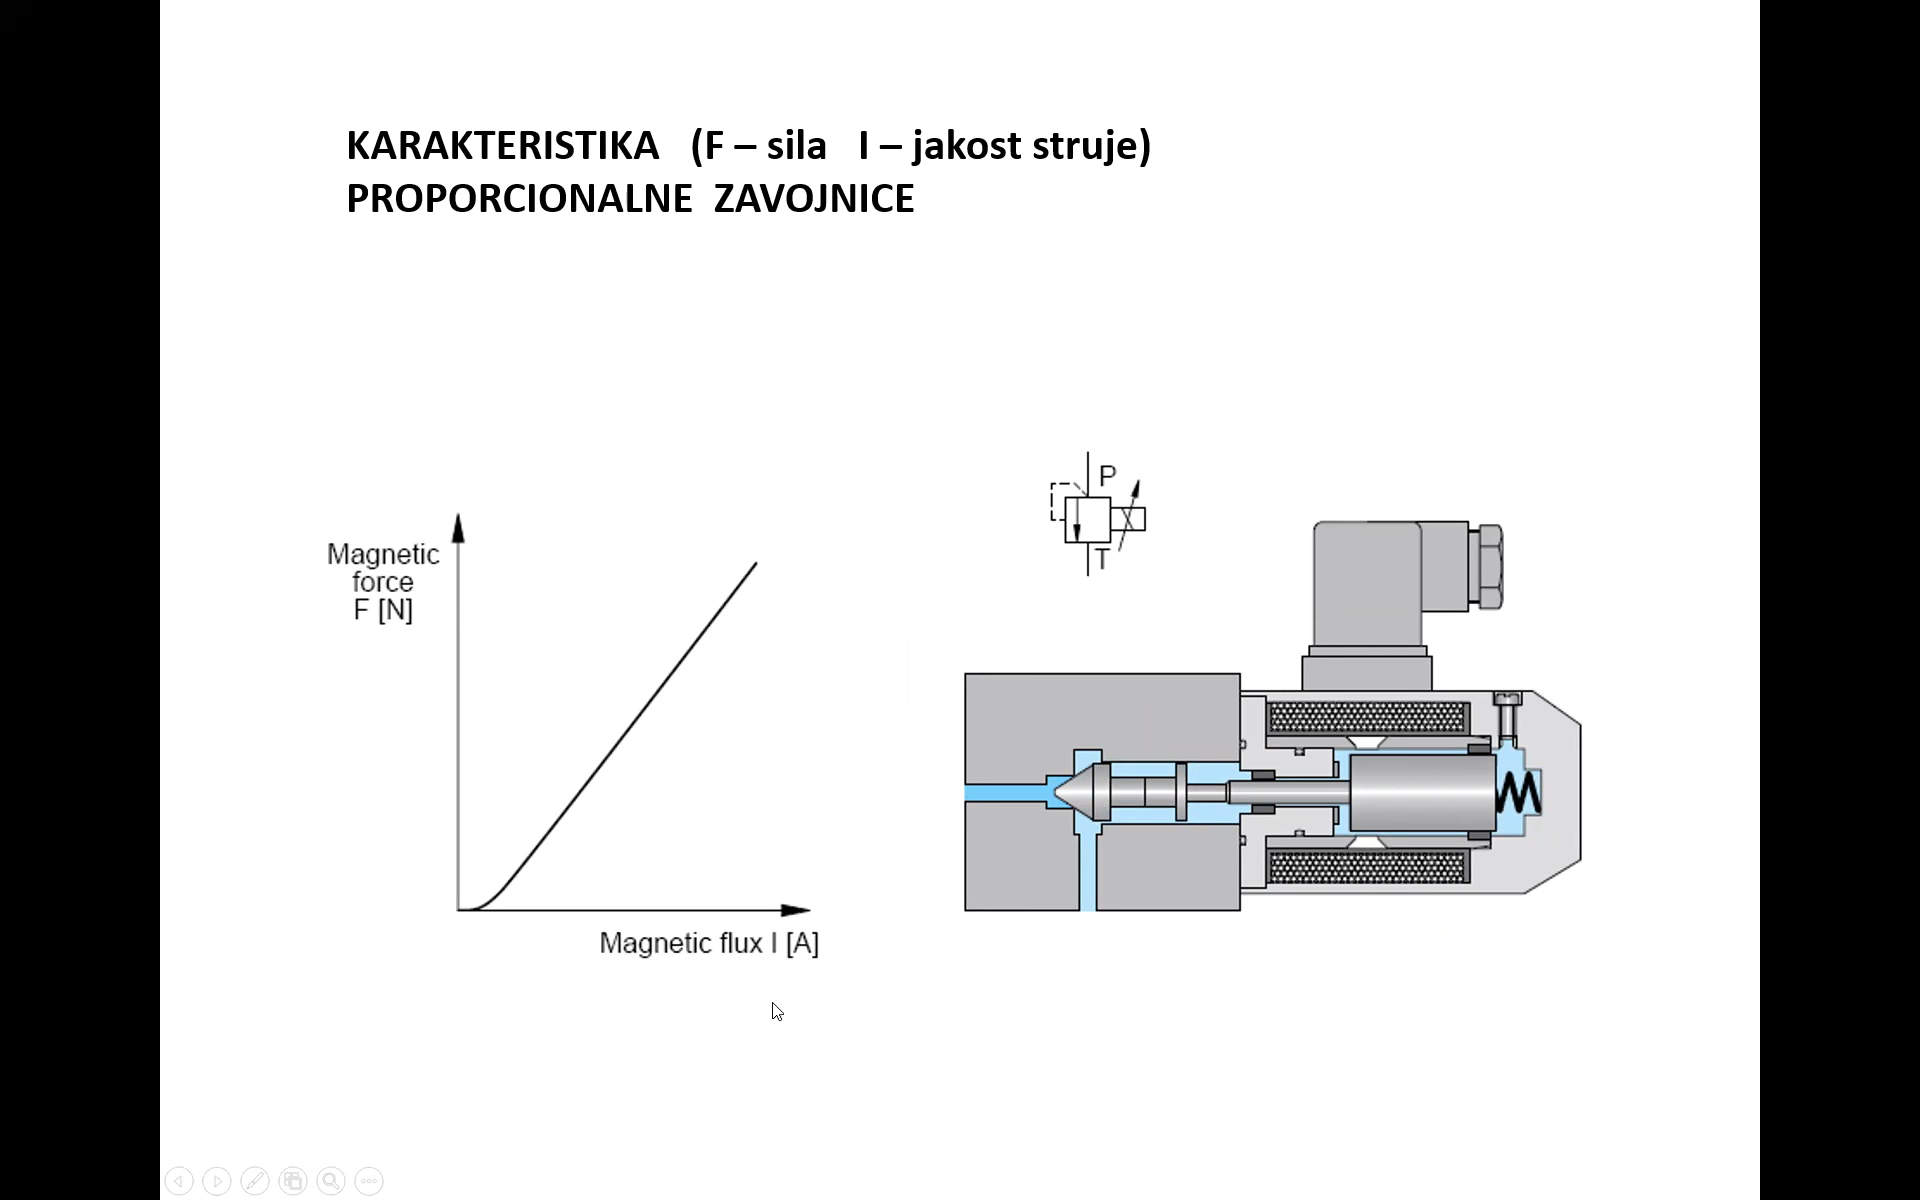 KARAKTERISTIKA (F – sila I – jakost struje)
PROPORCIONALNE ZAVOJNICE
P
T
Magnetic
force
F [N]
Magnetic flux I [A]